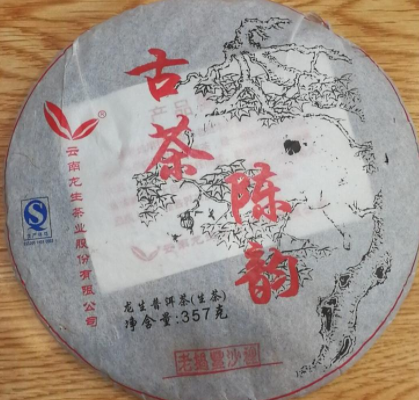 古茶
陈韵
®
云南龙生茶业股份有限公司
龙生普洱茶(生茶)
净含量:357克